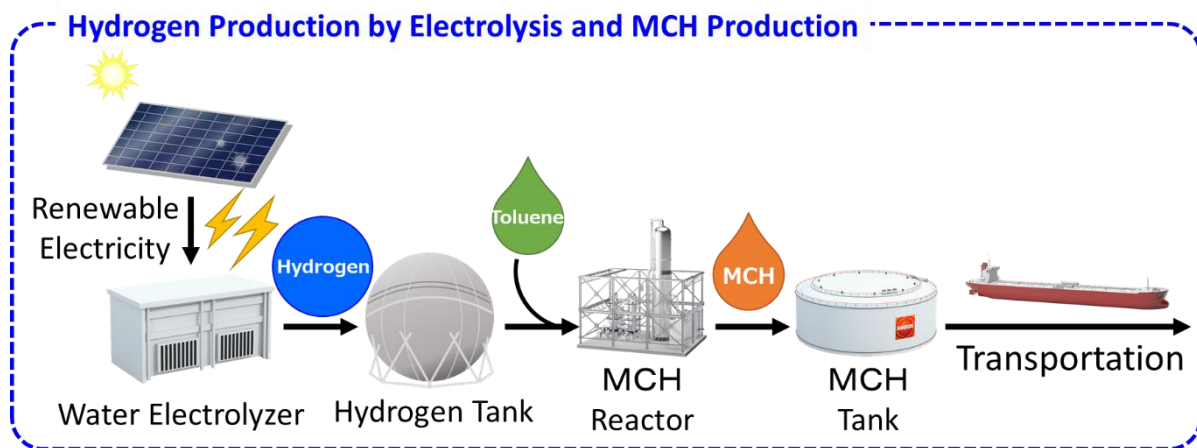 Hydrogen Production by Electrolysis and MCH Production
Renewable
Electricity
Hydrogen
Toluene
MCH
ENEOS
Transportation
Water Electrolyzer
Hydrogen Tank
MCH
Reactor
MCH
Tank